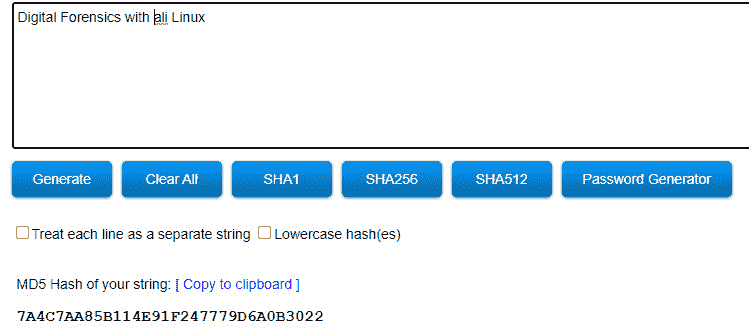 Digital Forensics with ali Linux
Generate Clear All SHA1 SHA256 SHA512 Password Generator
Treat each line as a separate string Lowercase hash(es)
MD5 Hash of your string: [ Copy to clipboard ]
7A4C7AA85B114E91F247779D6A0B3022